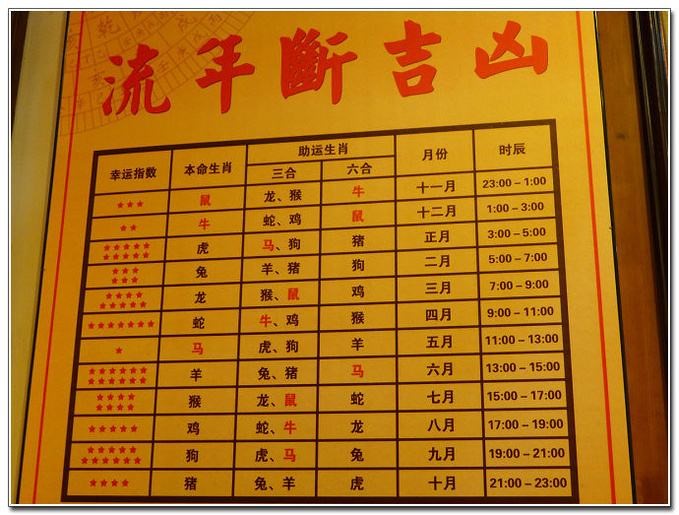 流年斷吉凶
幸运指数 本命生肖 助运生肖 月份 时辰
三合 六合
鼠 龙、猴 牛 十一月 23:00 – 1:00
牛 蛇、鸡 鼠 十二月 1:00 – 3:00
虎 马、狗 猪 正月 3:00 – 5:00
兔 羊、猪 狗 二月 5:00 – 7:00
龙 猴、鼠 鸡 三月 7:00 – 9:00
蛇 牛、鸡 猴 四月 9:00 – 11:00
马 虎、狗 羊 五月 11:00 – 13:00
羊 兔、猪 马 六月 13:00 – 15:00
猴 龙、鼠 蛇 七月 15:00 – 17:00
鸡 蛇、牛 龙 八月 17:00 – 19:00
狗 虎、马 兔 九月 19:00 – 21:00
猪 兔、羊 虎 十月 21:00 – 23:00